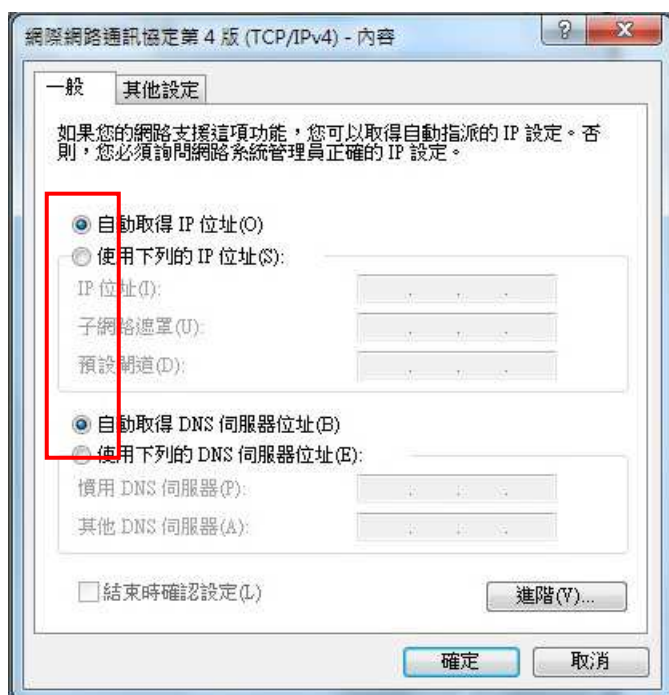 網際網路通訊協定第 4 版 (TCP/IPv4) - 內容
一般 其他設定
如果您的網路支援這項功能，您可以取得自動指派的 IP 設定。否
則，您必須詢問網路系統管理員正確的 IP 設定。
自動取得 IP 位址(O)
使用下列的 IP 位址(S):
IP 位址(I):
子網路遮罩(U):
預設閘道(D):
自動取得 DNS 伺服器位址(B)
使用下列的 DNS 伺服器位址(E):
慣用 DNS 伺服器(P):
其他 DNS 伺服器(A):
結束時確認設定(L)
進階(V)...
確定 取消